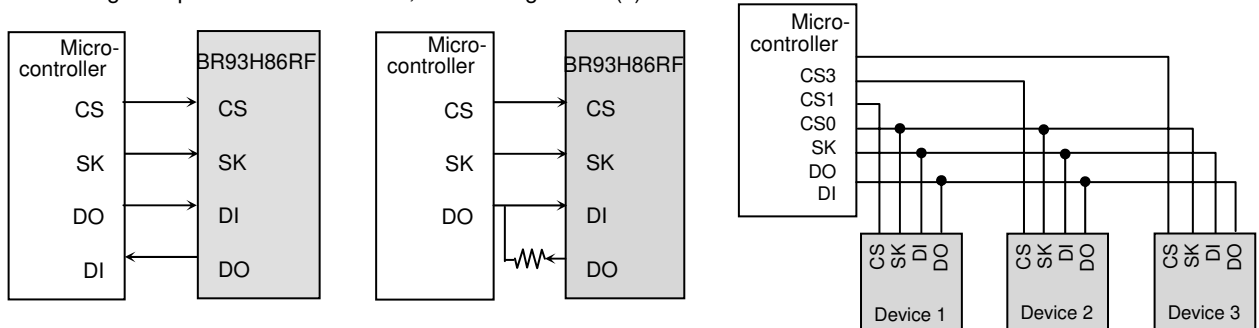 Micro-
controller
CS
SK
DO
DI
BR93H86RF
CS
SK
DI
DO
Micro-
controller
CS
SK
DO
BR93H86RF
CS
SK
DI
DO
Micro-
controller
CS3
CS1
CS0
SK
DO
DI
CS
SK
DI
DO
Device 1
CS
SK
DI
DO
Device 2
CS
SK
DI
DO
Device 3